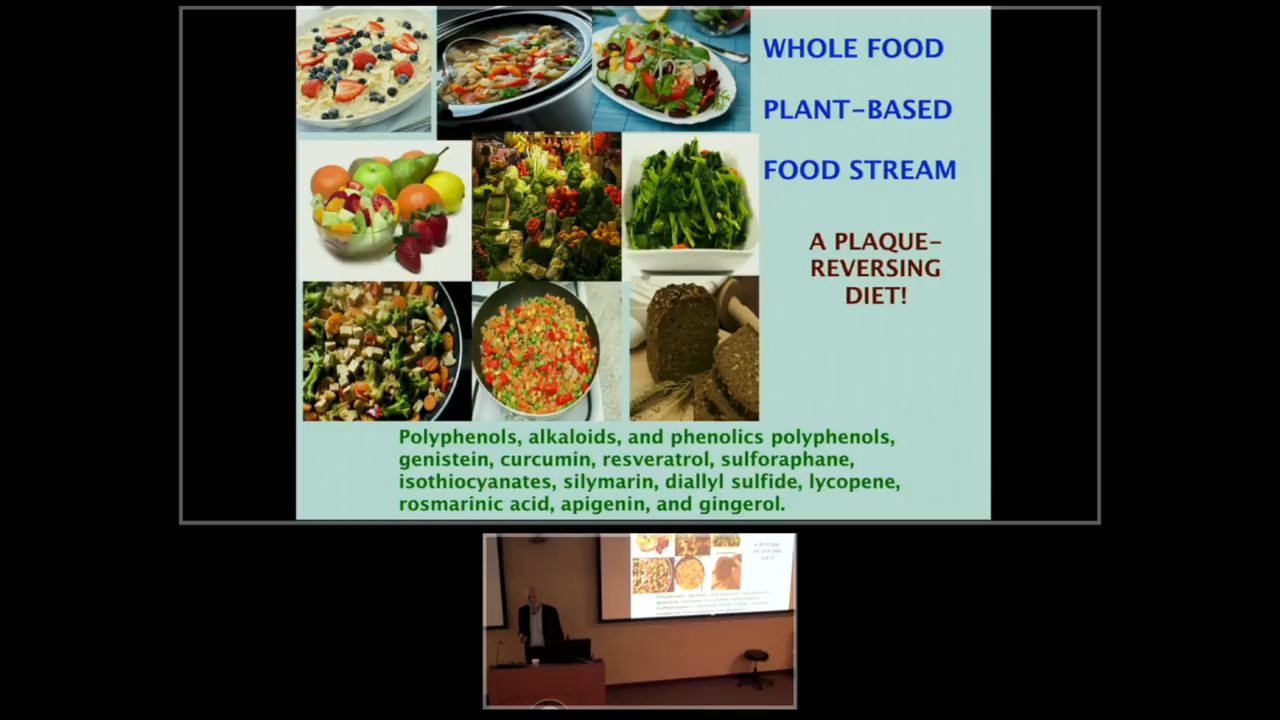 WHOLE FOOD
PLANT-BASED
FOOD STREAM
A PLAQUE-
REVERSING
DIET!
Polyphenols, alkaloids, and phenolics polyphenols,
genistein, curcumin, resveratrol, sulforaphane,
isothiocyanates, silymarin, diallyl sulfide, lycopene,
rosmarinic acid, apigenin, and gingerol.